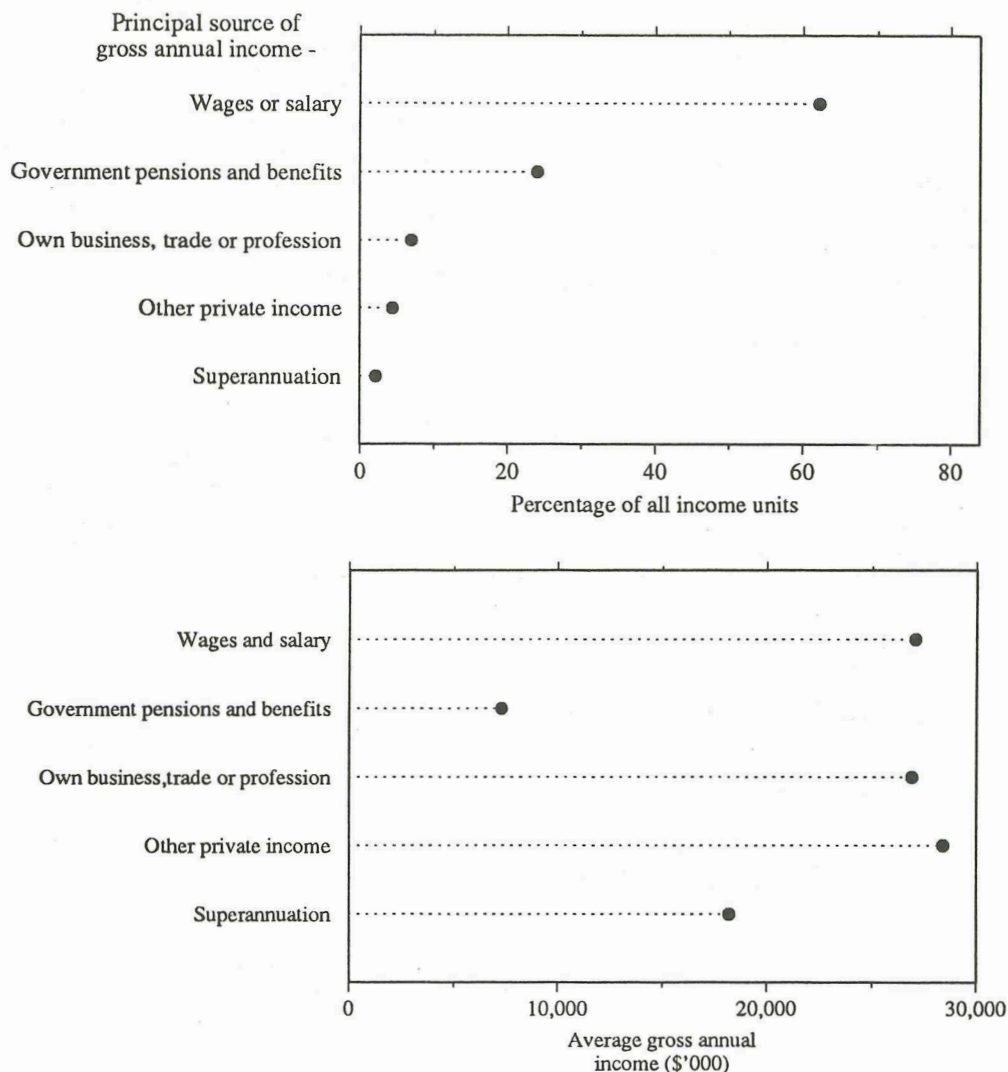 Principal source of
gross annual income -
Wages or salary
Government pensions and benefits
Own business, trade or profession
Other private income
Superannuation
0 20 40 60 80
Percentage of all income units
Wages and salary
Government pensions and benefits
Own business,trade or profession
Other private income
Superannuation
0 10,000 20,000 30,000
Average gross annual
income ($'000)